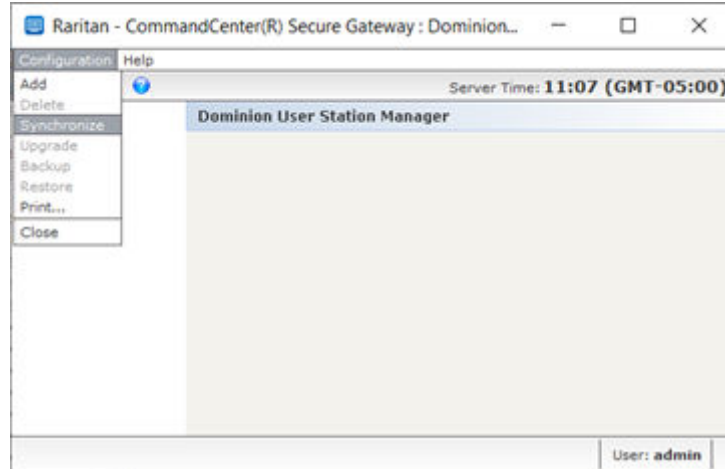 Raritan - CommandCenter(R) Secure Gateway : Dominion...
Configuration Help
Add
Delete
Synchronize
Upgrade
Backup
Restore
Print...
Close
Server Time: 11:07 (GMT-05:00)
Dominion User Station Manager
User: admin